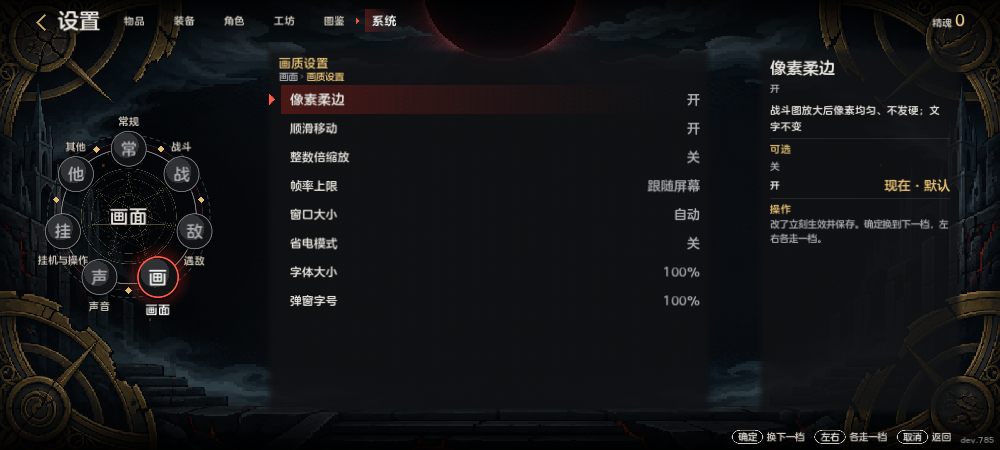 设置 物品 装备 角色 工坊 图鉴 系统 精魂 0
画质设置
画面 · 画质设置
像素柔边 开
顺滑移动 开
整数倍缩放 关
帧率上限 跟随屏幕
窗口大小 自动
省电模式 关
字体大小 100%
弹窗字号 100%
常规
常
其他
他
战斗
战
画面
挂
挂机与操作
敌
遇敌
声
声音
画
画面
像素柔边
开
战斗图放大后像素均匀、不发硬；文
字不变
可选
关
开 现在 · 默认
操作
改了立刻生效并保存。确定换到下一档，左
右各走一档。
确定 换下一档 左右 各走一档 取消 返回 dev.785